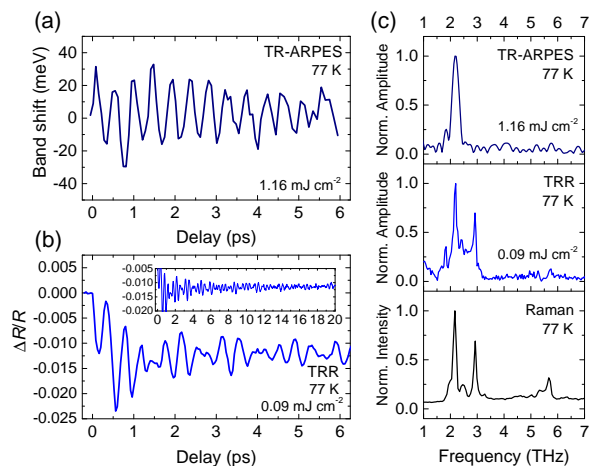 (a)
TR-ARPES
77 K
1.16 mJ cm⁻²
Band shift (meV)
40
20
0
-20
-40
0 1 2 3 4 5 6
Delay (ps)
(b)
-0.005
-0.010
-0.015
-0.020
0 2 4 6 8 10 12 14 16 18 20
TRR
77 K
0.09 mJ cm⁻²
ΔR/R
0.000
-0.005
-0.010
-0.015
-0.020
-0.025
0 1 2 3 4 5 6
Delay (ps)
(c)
1 2 3 4 5 6 7
TR-ARPES
77 K
1.16 mJ cm⁻²
Norm. Amplitude
1.0
0.5
0.0
TRR
77 K
0.09 mJ cm⁻²
Norm. Amplitude
1.0
0.5
0.0
Raman
77 K
Norm. Intensity
1.0
0.5
0.0
1 2 3 4 5 6 7
Frequency (THz)